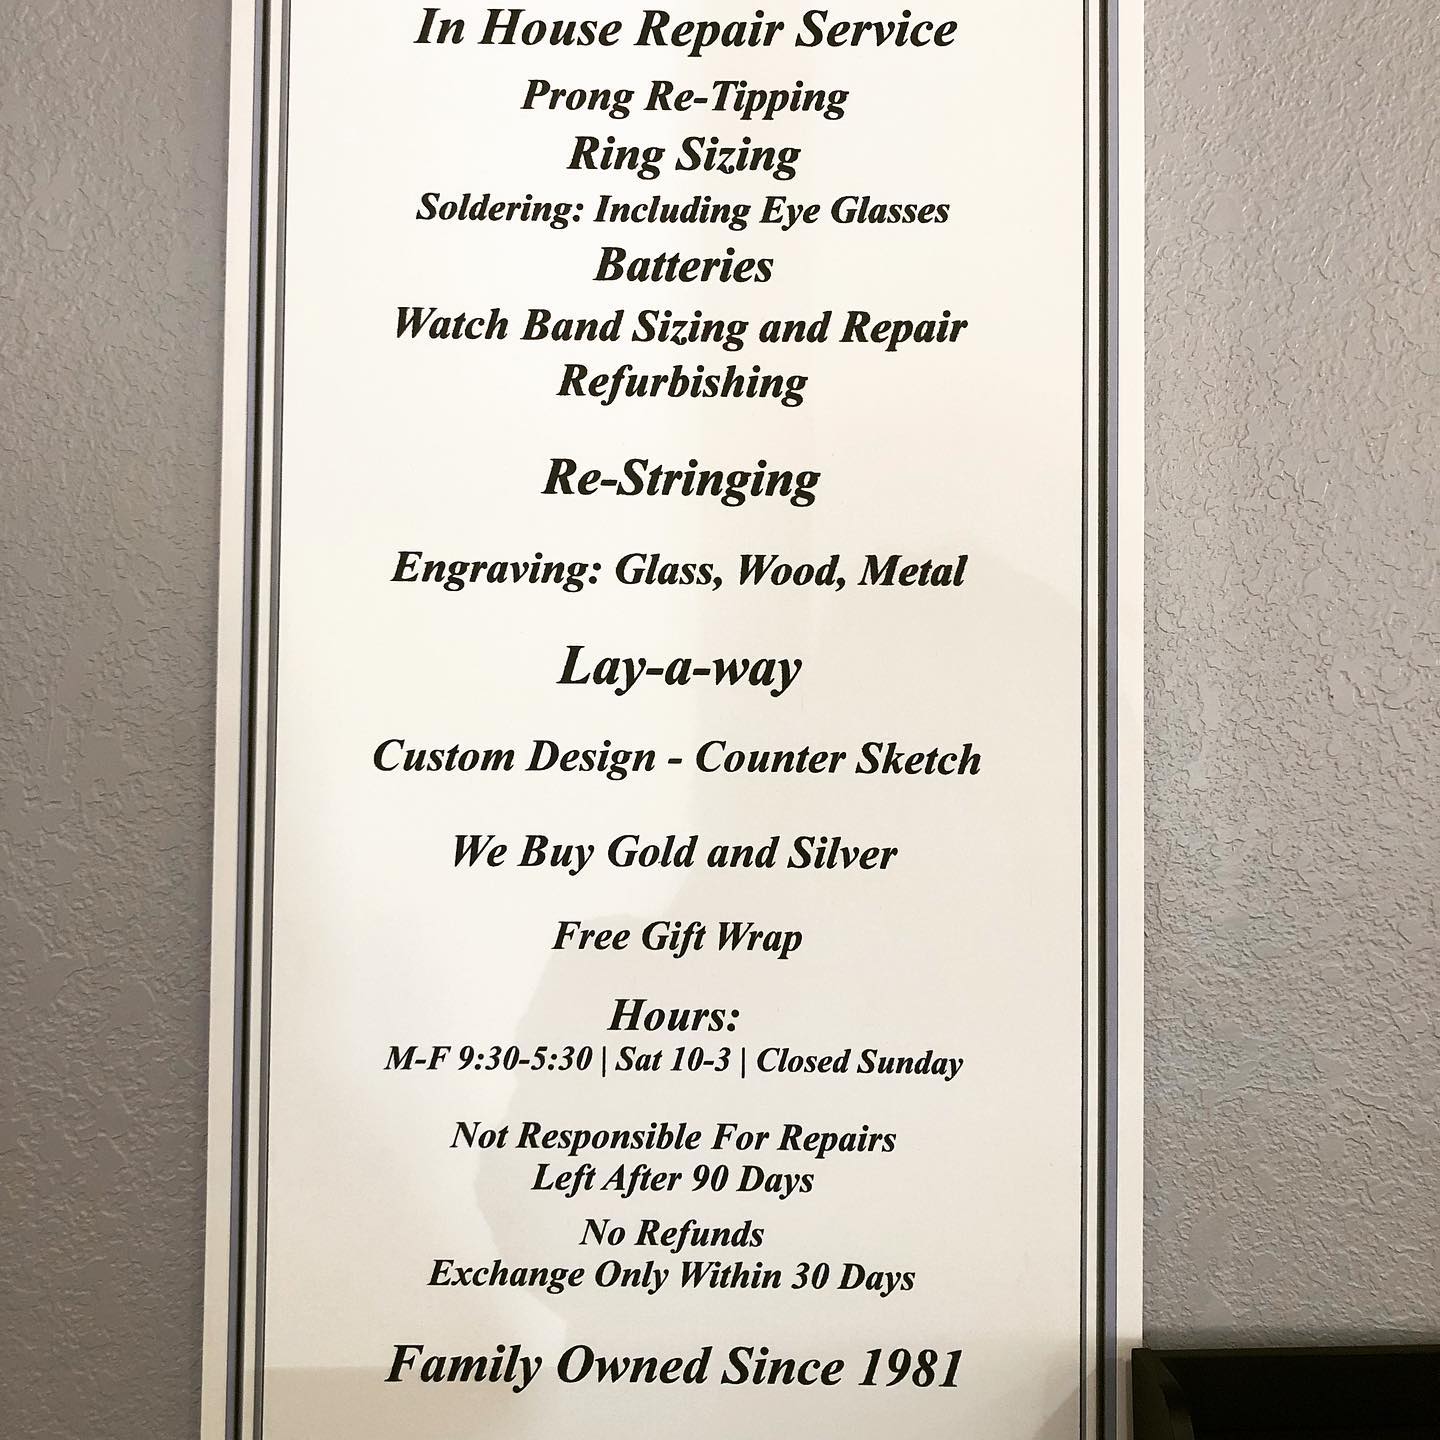 In House Repair Service
Prong Re-Tipping
Ring Sizing
Soldering: Including Eye Glasses
Batteries
Watch Band Sizing and Repair
Refurbishing
Re-Stringing
Engraving: Glass, Wood, Metal
Lay-a-way
Custom Design - Counter Sketch
We Buy Gold and Silver
Free Gift Wrap
Hours:
M-F 9:30-5:30 | Sat 10-3 | Closed Sunday
Not Responsible For Repairs
Left After 90 Days
No Refunds
Exchange Only Within 30 Days
Family Owned Since 1981